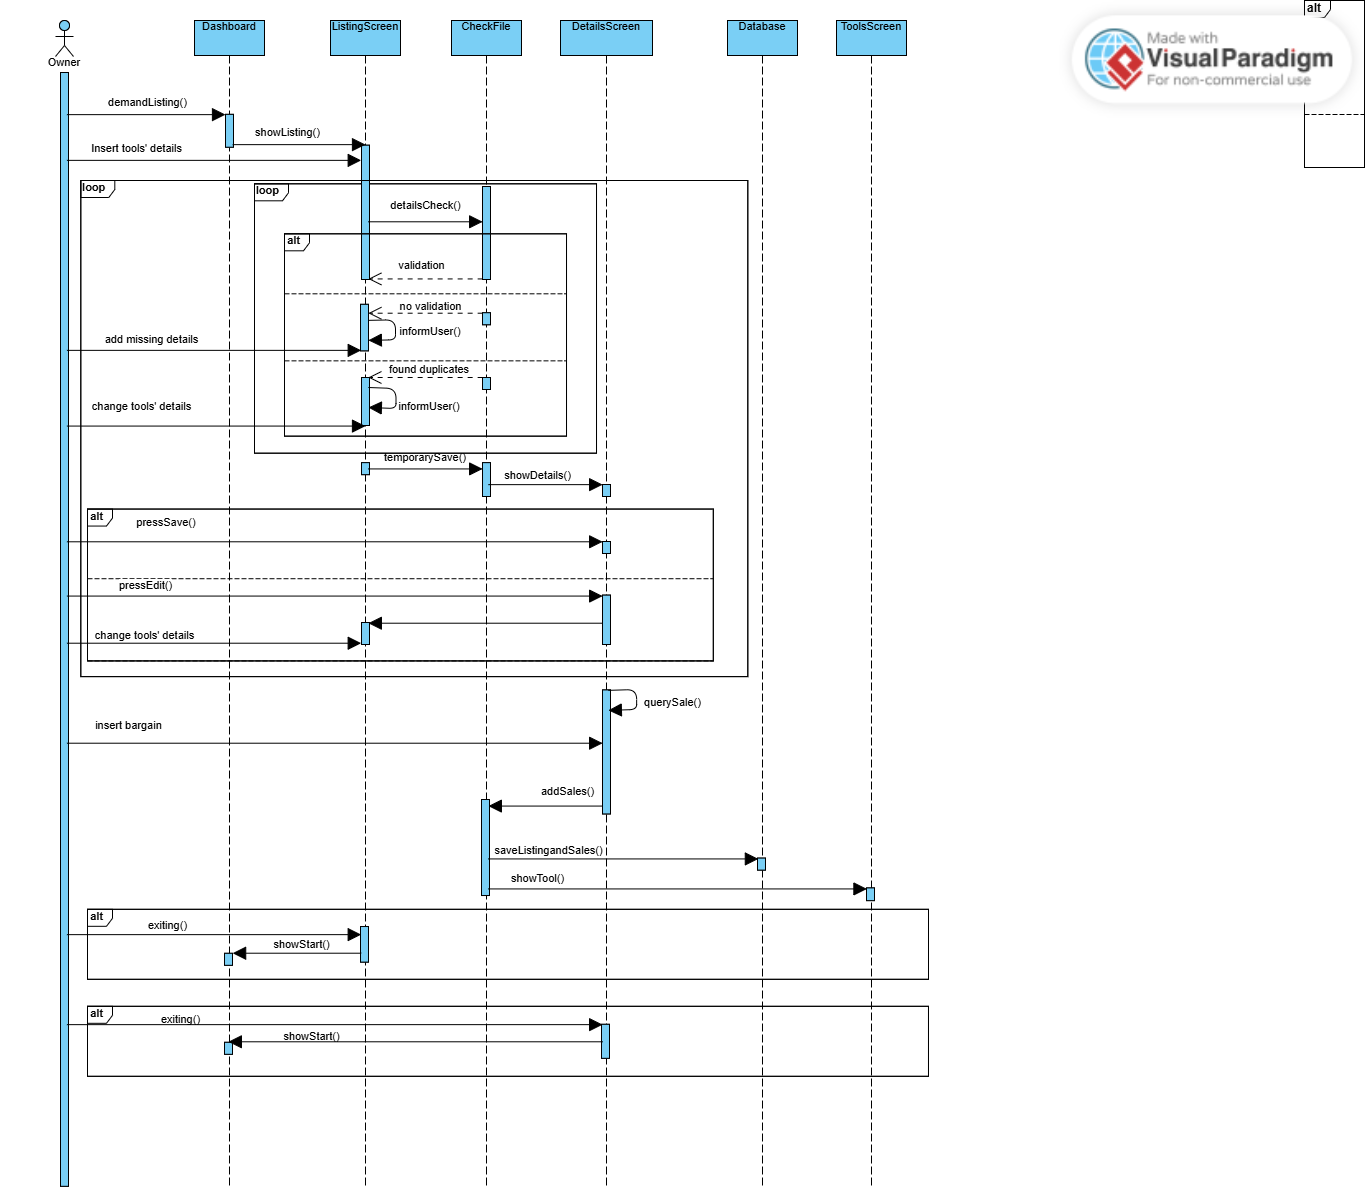 alt
Made with
Visual Paradigm
For non-commercial use
Owner
Dashboard
ListingScreen
CheckFile
DetailsScreen
Database
ToolsScreen
demandListing()
showListing()
Insert tools' details
loop
loop
detailsCheck()
alt
validation
no validation
informUser()
add missing details
found duplicates
informUser()
change tools' details
temporarySave()
showDetails()
alt
pressSave()
pressEdit()
change tools' details
querySale()
insert bargain
addSales()
saveListingandSales()
showTool()
alt
exiting()
showStart()
alt
exiting()
showStart()